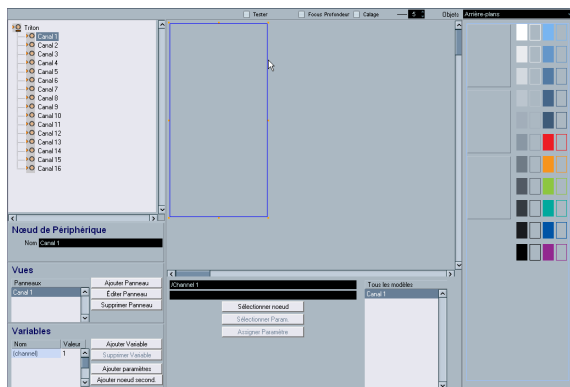 Tester
Focus Profondeur
Calage
5
Objets
Arrière-plans
Triton
Canal 1
Canal 2
Canal 3
Canal 4
Canal 5
Canal 6
Canal 7
Canal 8
Canal 9
Canal 10
Canal 11
Canal 12
Canal 13
Canal 14
Canal 15
Canal 16
Nœud de Périphérique
Nom Canal 1
Vues
Panneaux
Canal 1
Ajouter Panneau
Éditer Panneau
Supprimer Panneau
Variables
Nom Valeur
(channel) 1
Ajouter Variable
Supprimer Variable
Ajouter paramètres
Ajouter noeud second.
/Channel 1
Sélectionner noeud
Sélectionner Param.
Assigner Paramètre
Tous les modèles
Canal 1